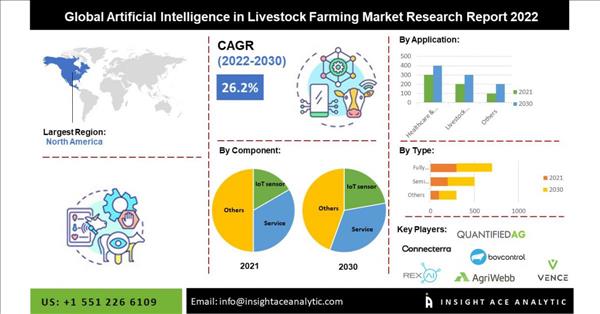 Global Artificial Intelligence in Livestock Farming Market Research Report 2022
Largest Region:
North America
CAGR
(2022-2030)
26.2%
By Component:
IoT sensor
Others
Service
2021
IoT sensor
Others
Service
2030
By Application:
500
400
300
200
100
0
Healthcare &...
Livestock...
Others
2021
2030
By Type:
Fully...
Semi...
Others
0
500
1000
2021
2030
Key Players:
QUANTIFIEDAG
Connecterra
bovcontrol
REXAI
AgriWebb
VENCE
US: +1 551 226 6109
Email: info@insightaceanalytic.com
INSIGHT ACE ANALYTIC